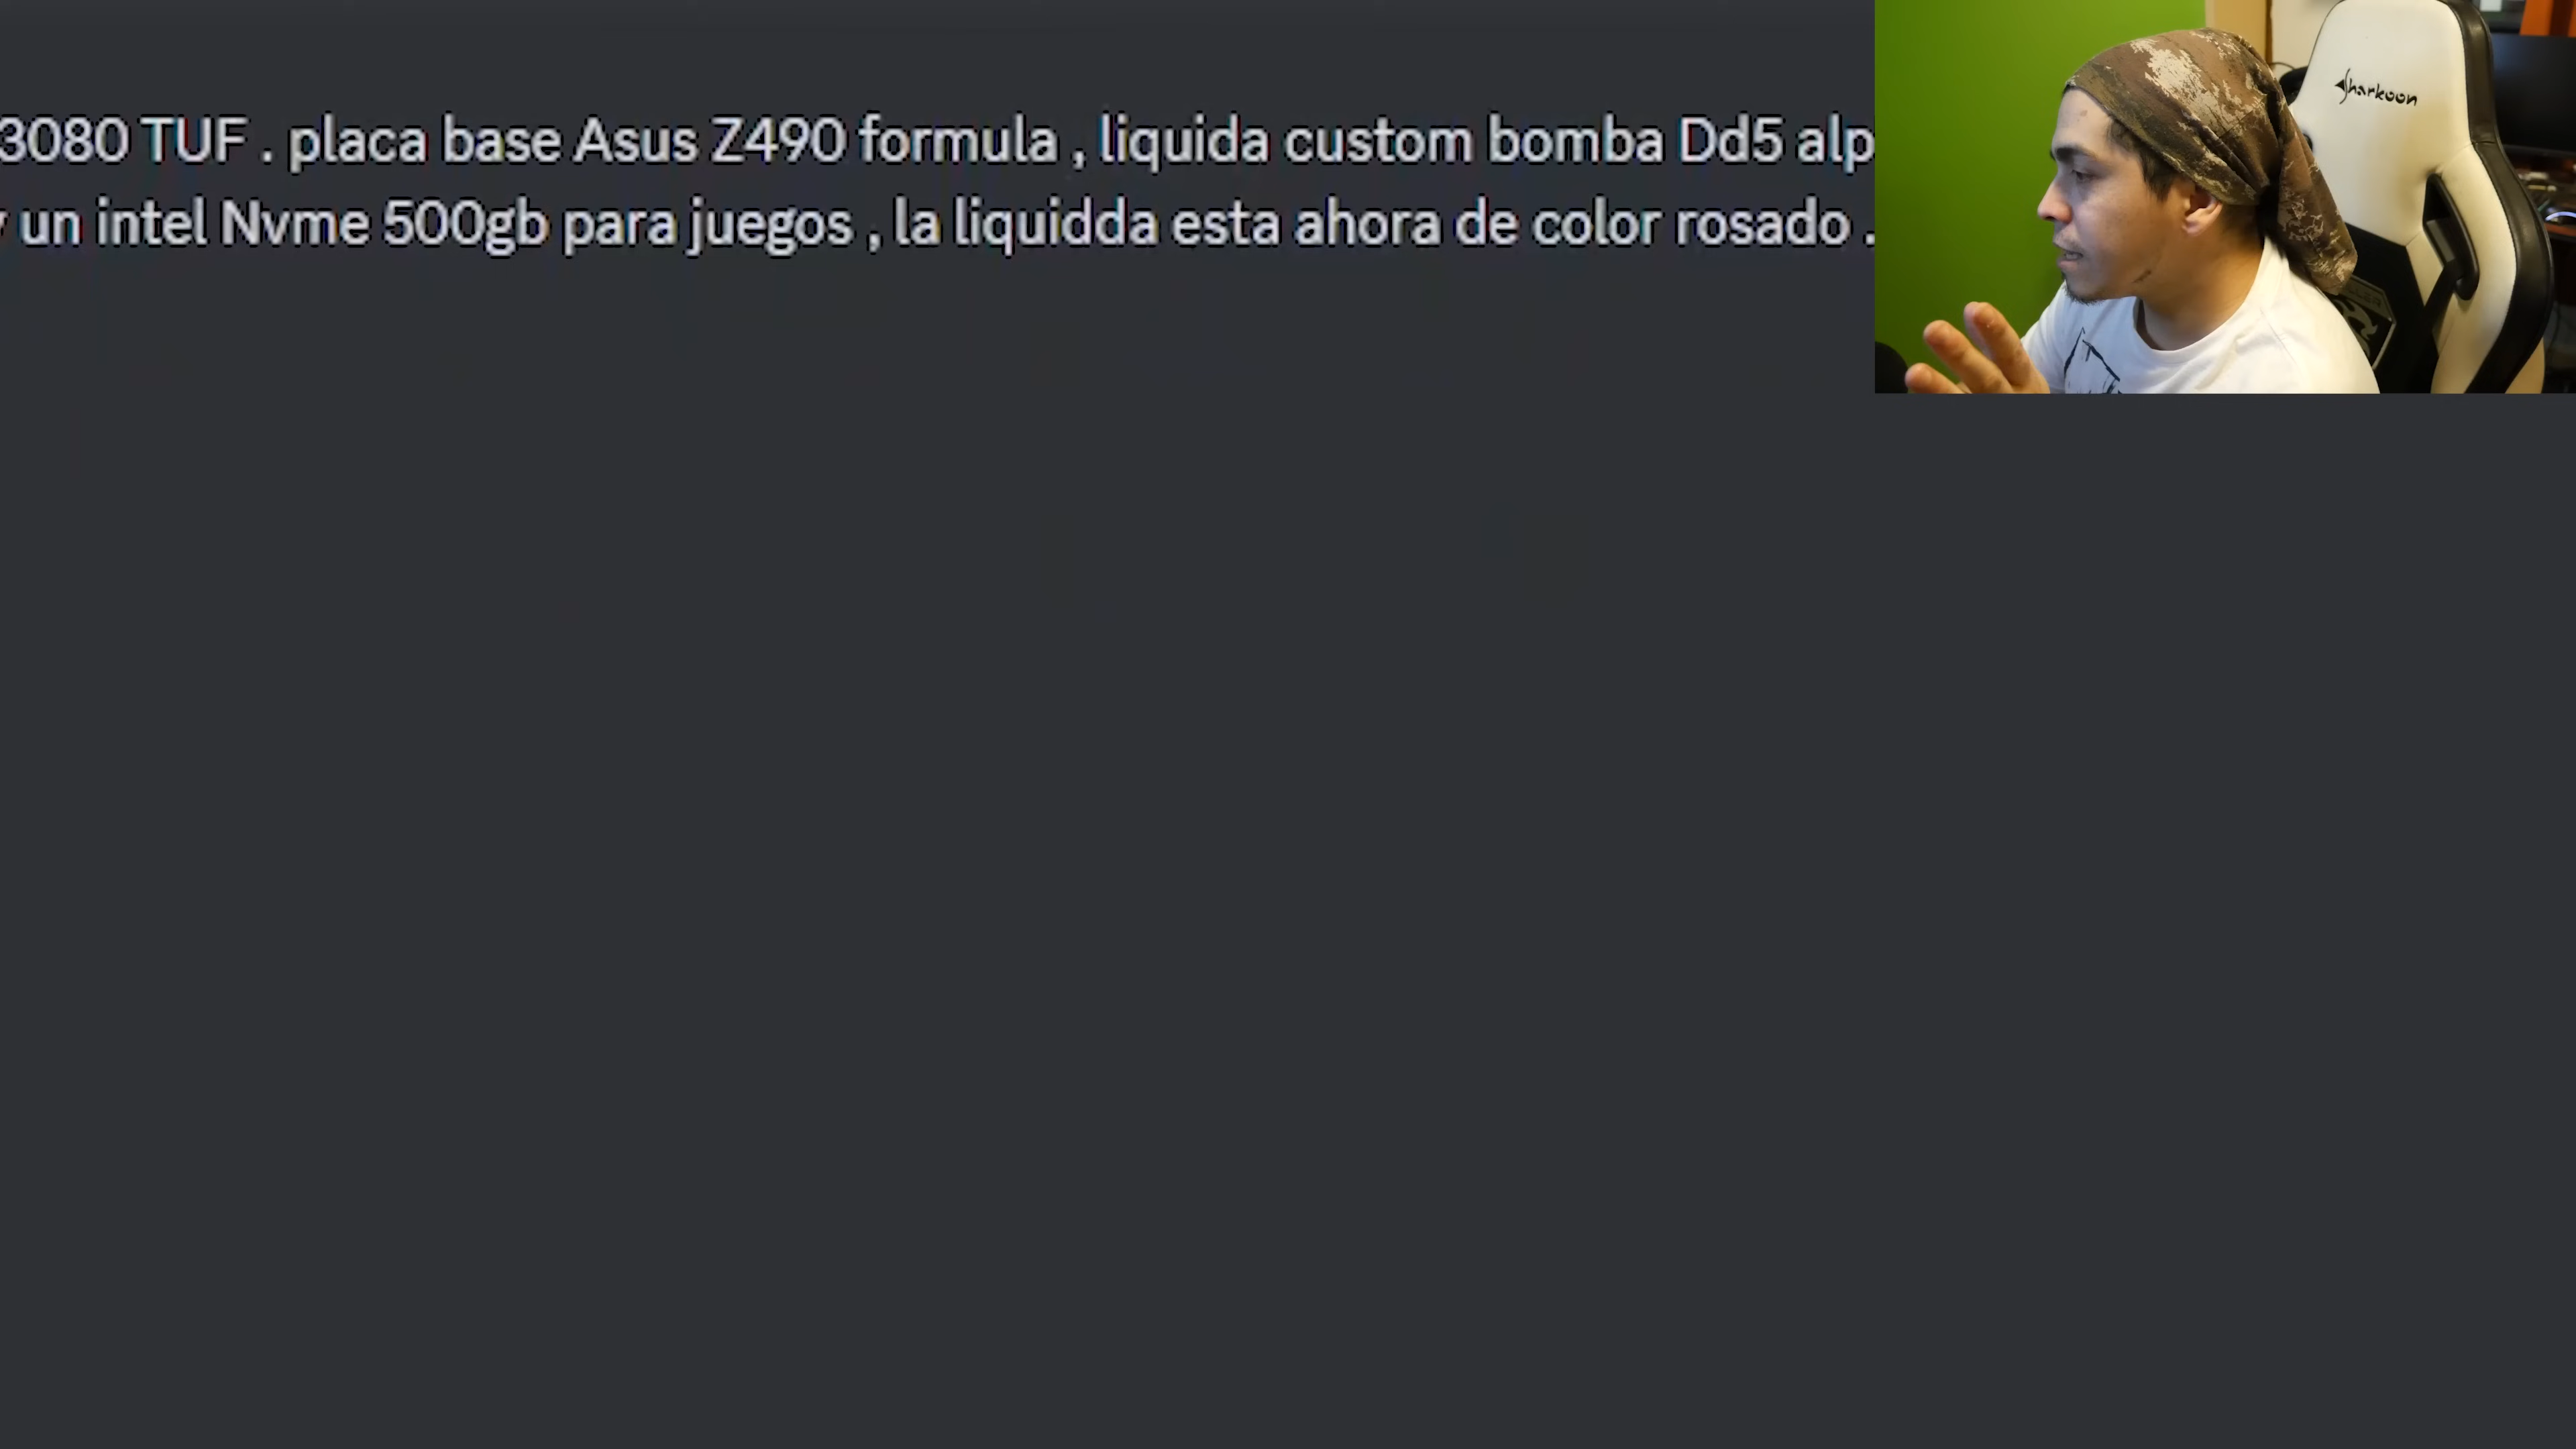 3080 TUF . placa base Asus Z490 formula , liquida custom bomba Dd5 alp
un intel Nvme 500gb para juegos , la liquidda esta ahora de color rosado .
Sharkoon